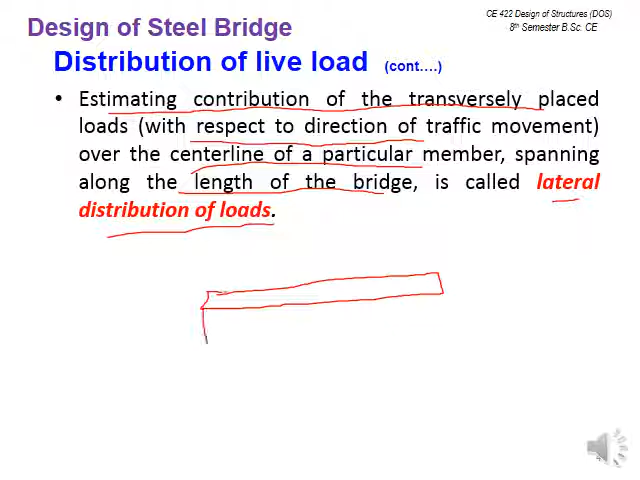 CE 422 Design of Structures (DOS)
Design of Steel Bridge
8th Semester B.Sc. CE
Distribution of live load (cont….)
• Estimating contribution of the transversely placed
loads (with respect to direction of traffic movement)
over the centerline of a particular member, spanning
along the length of the bridge, is called lateral
distribution of loads.